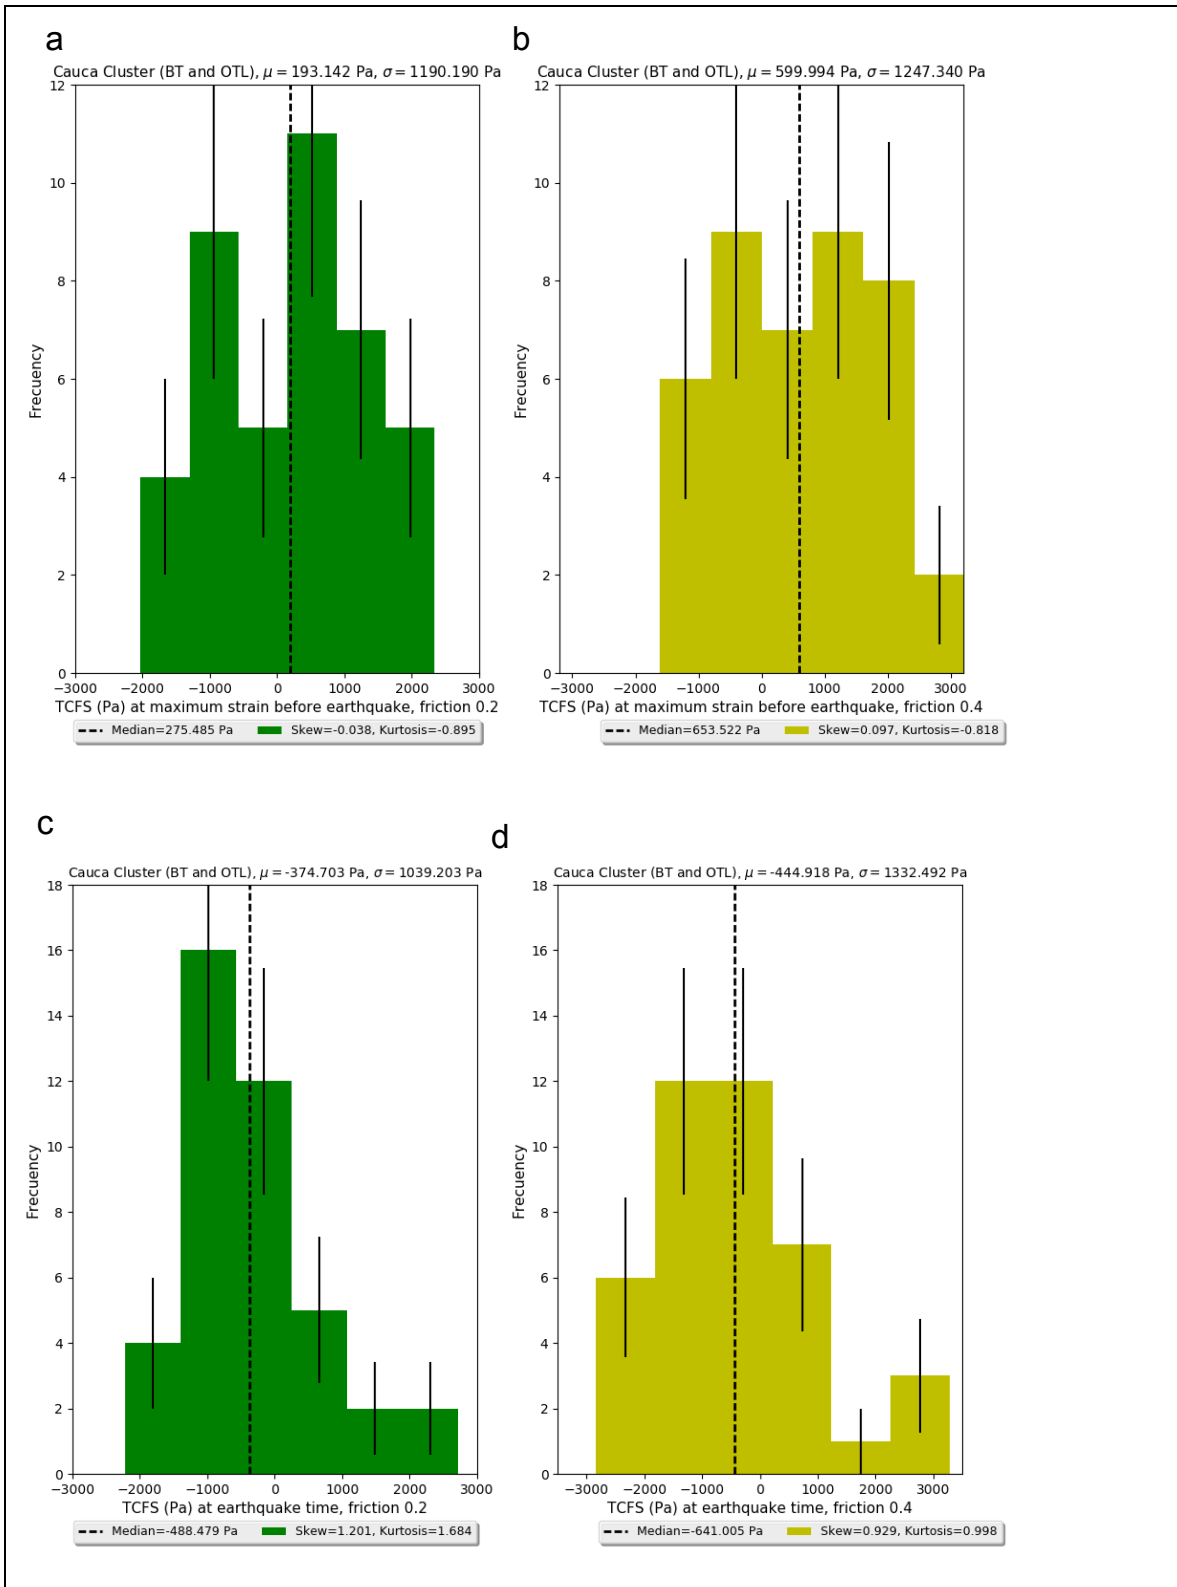 a
Cauca Cluster (BT and OTL), μ = 193.142 Pa, σ = 1190.190 Pa
12
10
8
6
4
2
0
Frecuency
−3000 −2000 −1000 0 1000 2000 3000
TCFS (Pa) at maximum strain before earthquake, friction 0.2
Median=275.485 Pa Skew=-0.038, Kurtosis=-0.895
b
Cauca Cluster (BT and OTL), μ = 599.994 Pa, σ = 1247.340 Pa
12
10
8
6
4
2
0
Frecuency
−3000 −2000 −1000 0 1000 2000 3000
TCFS (Pa) at maximum strain before earthquake, friction 0.4
Median=653.522 Pa Skew=0.097, Kurtosis=-0.818
c
Cauca Cluster (BT and OTL), μ = -374.703 Pa, σ = 1039.203 Pa
18
16
14
12
10
8
6
4
2
0
Frecuency
−3000 −2000 −1000 0 1000 2000 3000
TCFS (Pa) at earthquake time, friction 0.2
Median=-488.479 Pa Skew=1.201, Kurtosis=1.684
d
Cauca Cluster (BT and OTL), μ = -444.918 Pa, σ = 1332.492 Pa
18
16
14
12
10
8
6
4
2
0
Frecuency
−3000 −2000 −1000 0 1000 2000 3000
TCFS (Pa) at earthquake time, friction 0.4
Median=-641.005 Pa Skew=0.929, Kurtosis=0.998